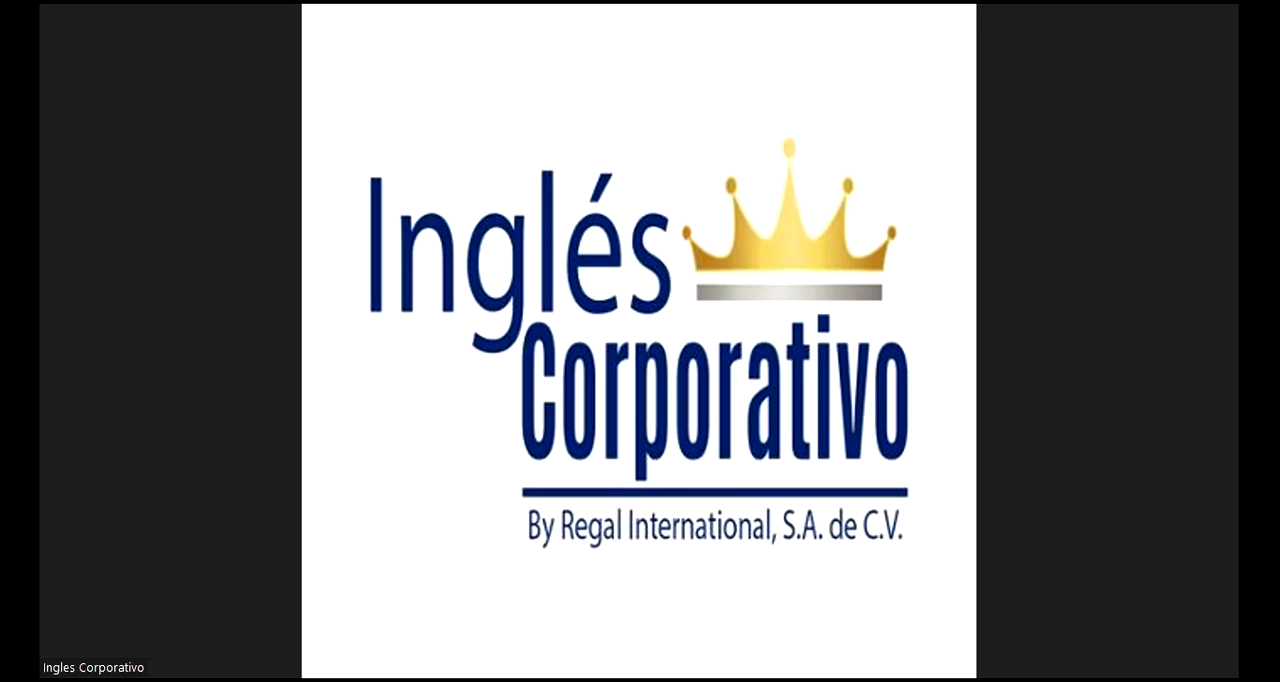 Inglés
Corporativo
By Regal International, S.A. de C.V.
Ingles Corporativo